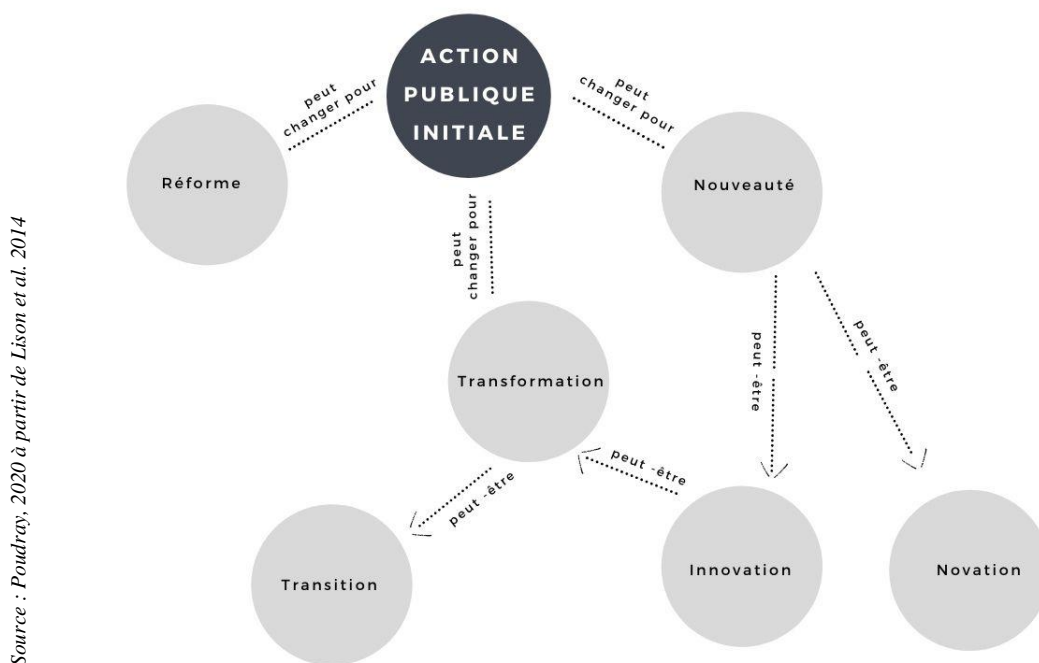 ACTION
PUBLIQUE
INITIALE
peut
changer pour
peut
changer pour
Réforme
Nouveauté
peut
changer pour
Transformation
peut -être
peut -être
peut -être
peut -être
Transition
Innovation
Novation
Source : Poudray, 2020 à partir de Lison et al. 2014